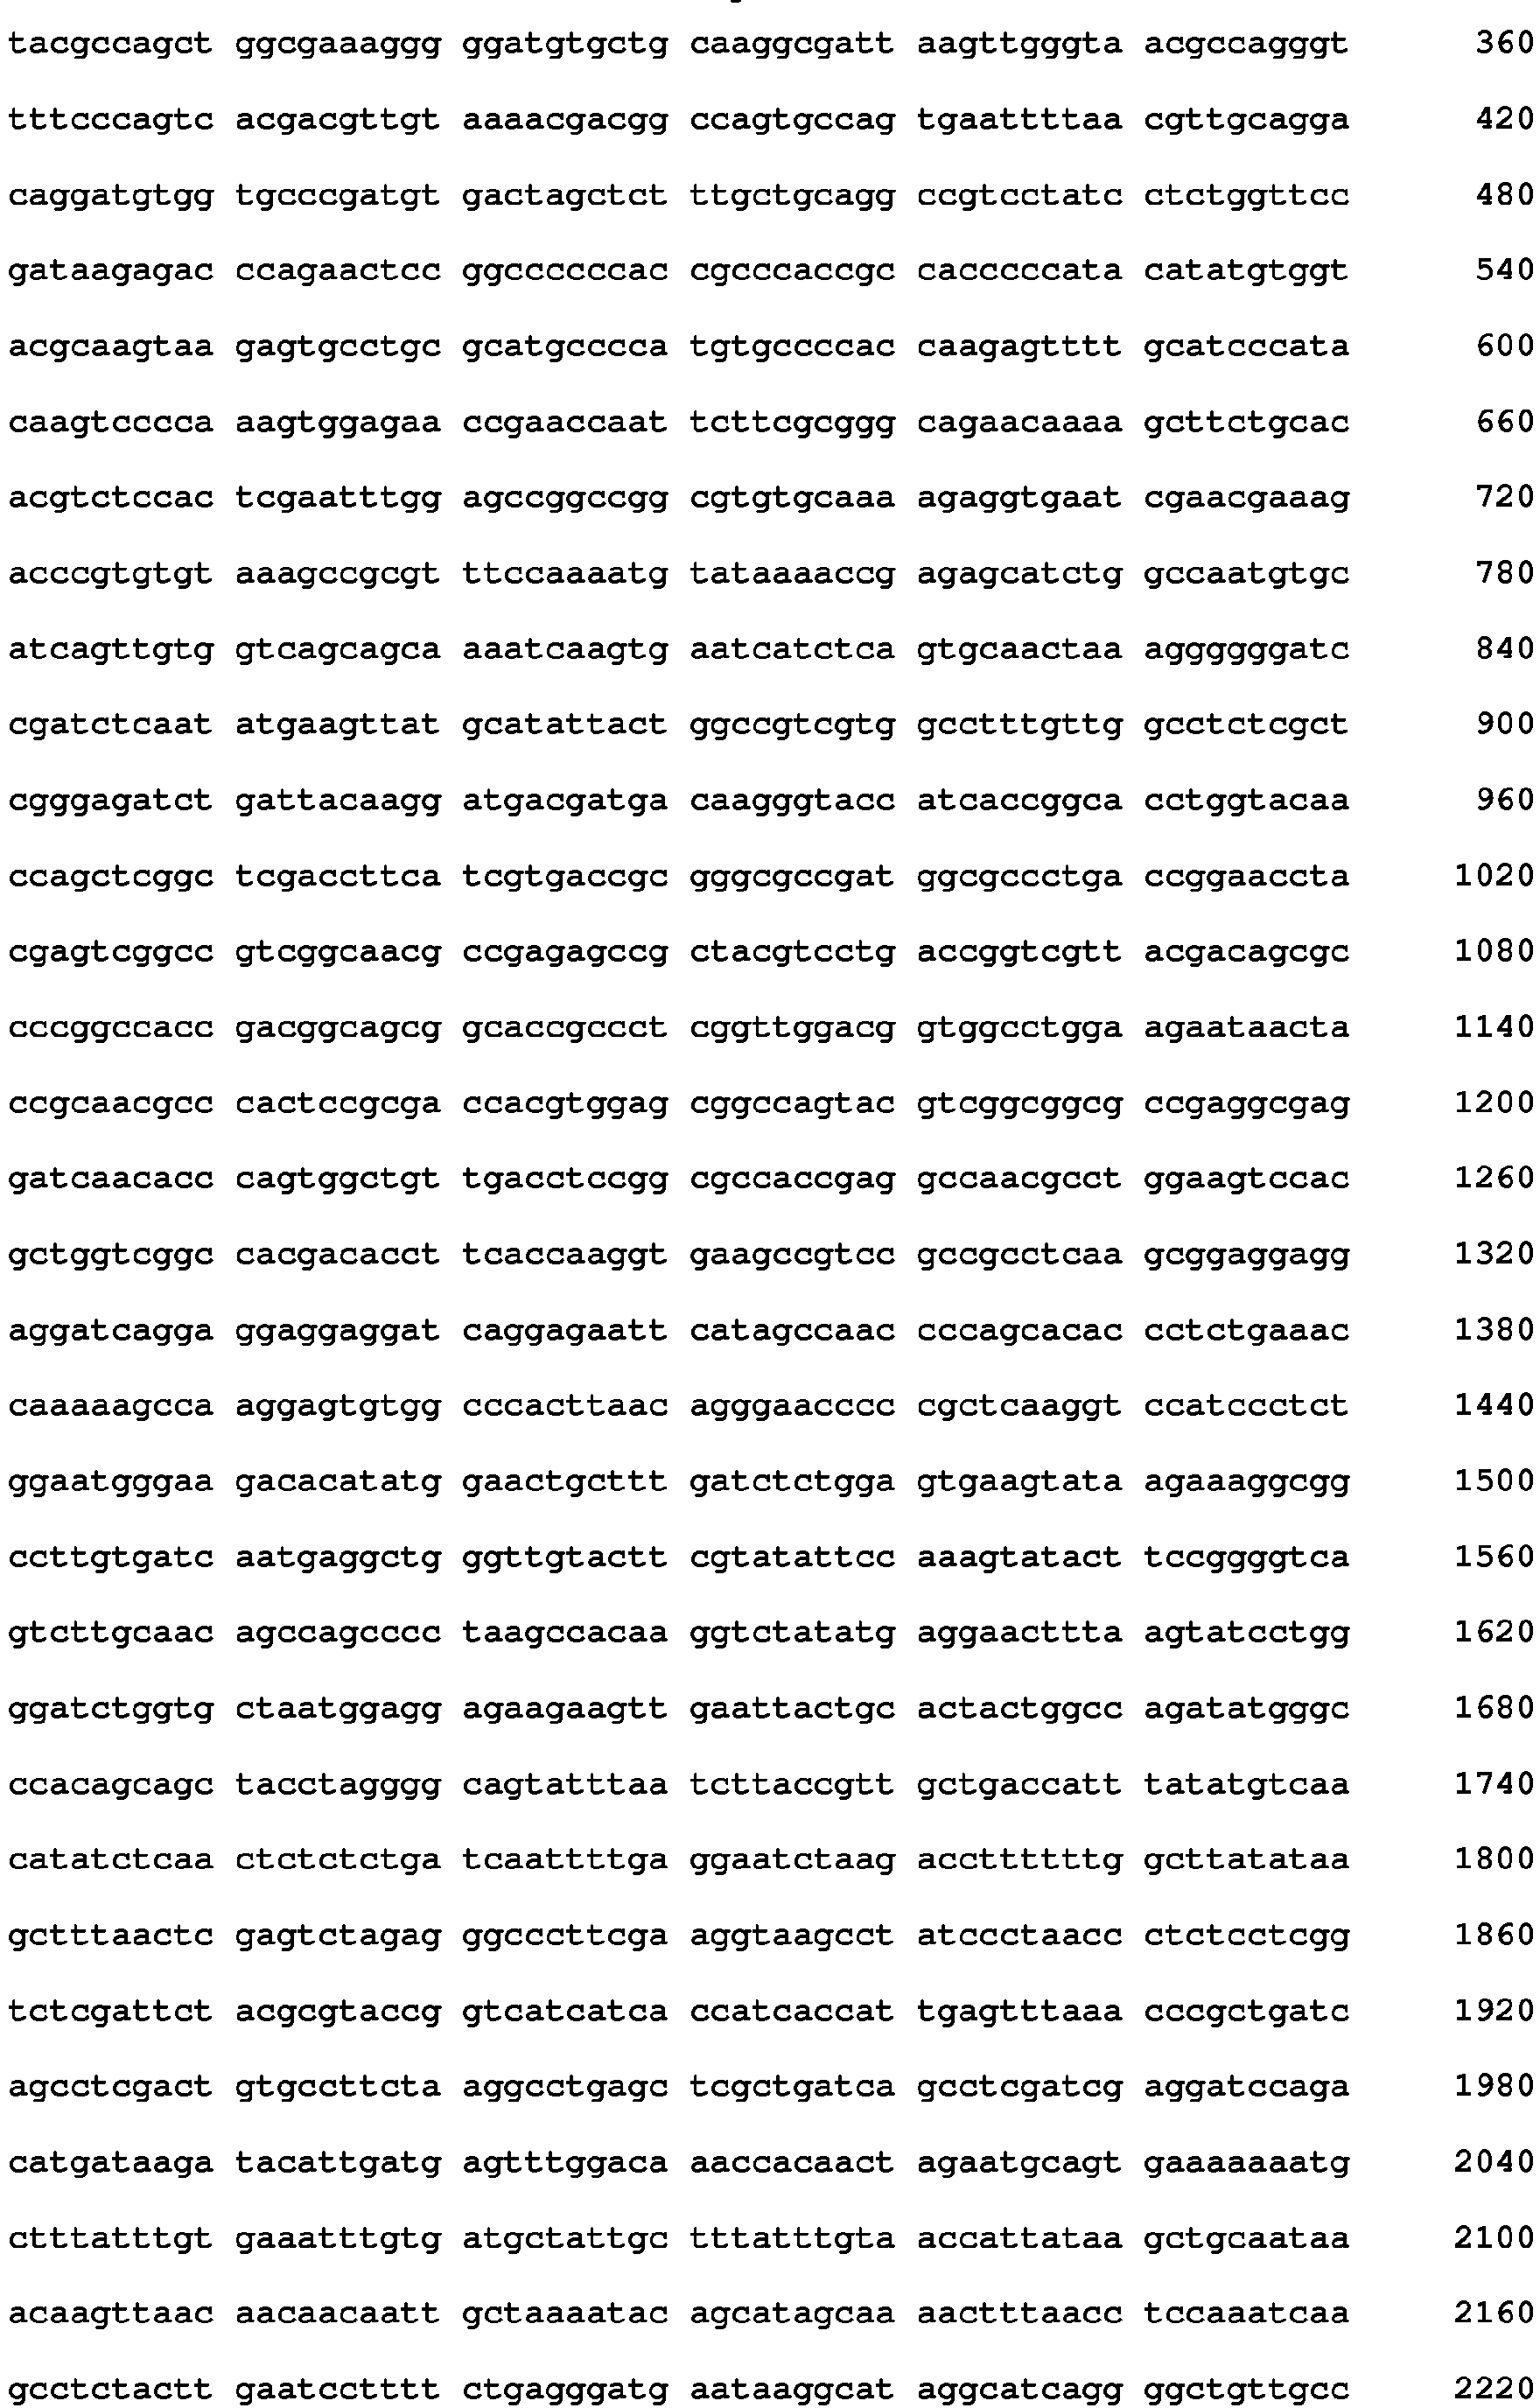 tacgccagct ggcgaaaggg ggatgtgctg caaggcgatt aagttgggta acgccagggt 360
tttcccagtc acgacgttgt aaaacgacgg ccagtgccag tgaattttaa cgttgcagga 420
caggatgtgg tgcccgatgt gactagctct ttgctgcagg ccgtcctatc ctctggttcc 480
gataagagac ccagaactcc ggccccccac cgcccaccgc cacccccata catatgtggt 540
acgcaagtaa gagtgcctgc gcatgcccca tgtgccccac caagagtttt gcatcccata 600
caagtcccca aagtggagaa ccgaaccaat tcttcgcggg cagaacaaaa gcttctgcac 660
acgtctccac tcgaatttgg agccggccgg cgtgtgcaaa agaggtgaat cgaacgaaag 720
acccgtgtgt aaagccgcgt ttccaaaatg tataaaaccg agagcatctg gccaatgtgc 780
atcagttgtg gtcagcagca aaatcaagtg aatcatctca gtgcaactaa aggggggatc 840
cgatctcaat atgaagttat gcatattact ggccgtcgtg gcctttgttg gcctctcgct 900
cgggagatct gattacaagg atgacgatga caagggtacc atcaccggca cctggtacaa 960
ccagctcggc tcgaccttca tcgtgaccgc gggcgccgat ggcgccctga ccggaaccta 1020
cgagtcggcc gtcggcaacg ccgagagccg ctacgtcctg accggtcgtt acgacagcgc 1080
cccggccacc gacggcagcg gcaccgccct cggttggacg gtggcctgga agaataacta 1140
ccgcaacgcc cactccgcga ccacgtggag cggccagtac gtcggcggcg ccgaggcgag 1200
gatcaacacc cagtggctgt tgacctccgg cgccaccgag gccaacgcct ggaagtccac 1260
gctggtcggc cacgacacct tcaccaaggt gaagccgtcc gccgcctcaa gcggaggagg 1320
aggatcagga ggaggaggat caggagaatt catagccaac cccagcacac cctctgaaac 1380
caaaaagcca aggagtgtgg cccacttaac agggaacccc cgctcaaggt ccatccctct 1440
ggaatgggaa gacacatatg gaactgcttt gatctctgga gtgaagtata agaaaggcgg 1500
ccttgtgatc aatgaggctg ggttgtactt cgtatattcc aaagtatact tccggggtca 1560
gtcttgcaac agccagcccc taagccacaa ggtctatatg aggaacttta agtatcctgg 1620
ggatctggtg ctaatggagg agaagaagtt gaattactgc actactggcc agatatgggc 1680
ccacagcagc tacctagggg cagtatttaa tcttaccgtt gctgaccatt tatatgtcaa 1740
catatctcaa ctctctctga tcaattttga ggaatctaag acctttttttg gcttatataa 1800
gctttaactc gagtctagag ggcccttcga aggtaagcct atccctaacc ctctcctcgg 1860
tctcgattct acgcgtaccg gtcatcatca ccatcaccat tgagtttaaa cccgctgatc 1920
agcctcgact gtgccttcta aggcctgagc tcgctgatca gcctcgatcg aggatccaga 1980
catgataaga tacattgatg agtttggaca aaccacaact agaatgcagt gaaaaaaatg 2040
ctttatttgt gaaatttgtg atgctattgc tttatttgta accattataa gctgcaataa 2100
acaagttaac aacaacaatt gctaaaatac agcatagcaa aactttaacc tccaaatcaa 2160
gcctctactt gaatcctttt ctgagggatg aataaggcat aggcatcagg ggctgttgcc 2220